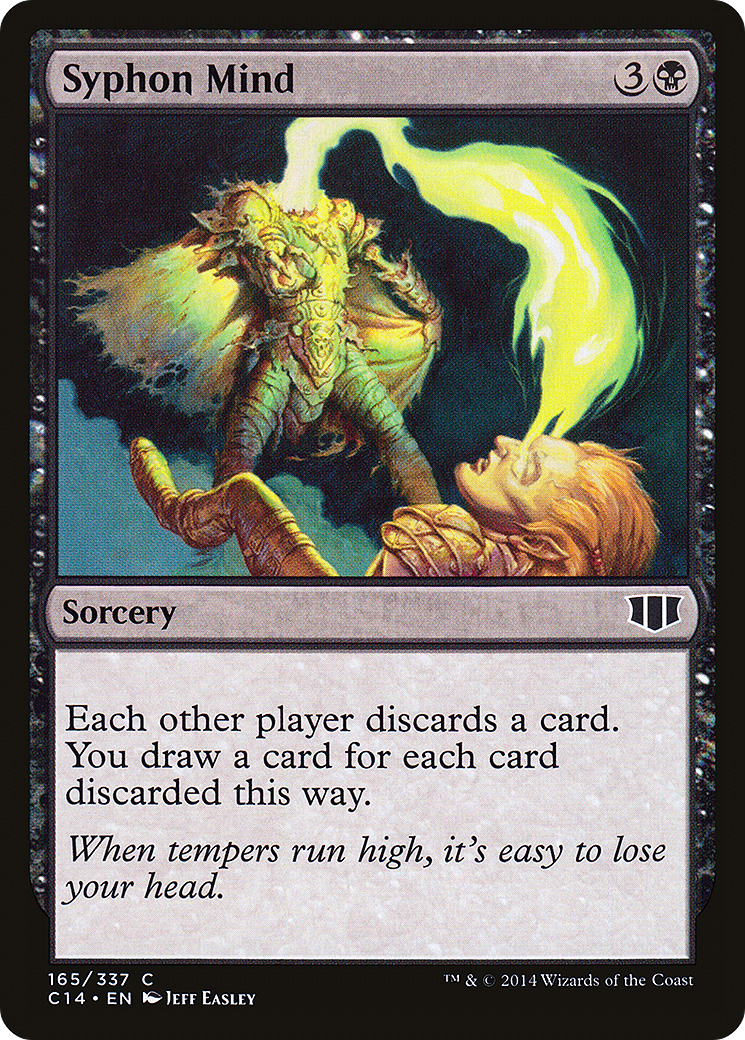 Syphon Mind 3
Sorcery
Each other player discards a card.
You draw a card for each card
discarded this way.
When tempers run high, it's easy to lose
your head.
165/337 C
C14 • EN Jeff Easley
™ & © 2014 Wizards of the Coast